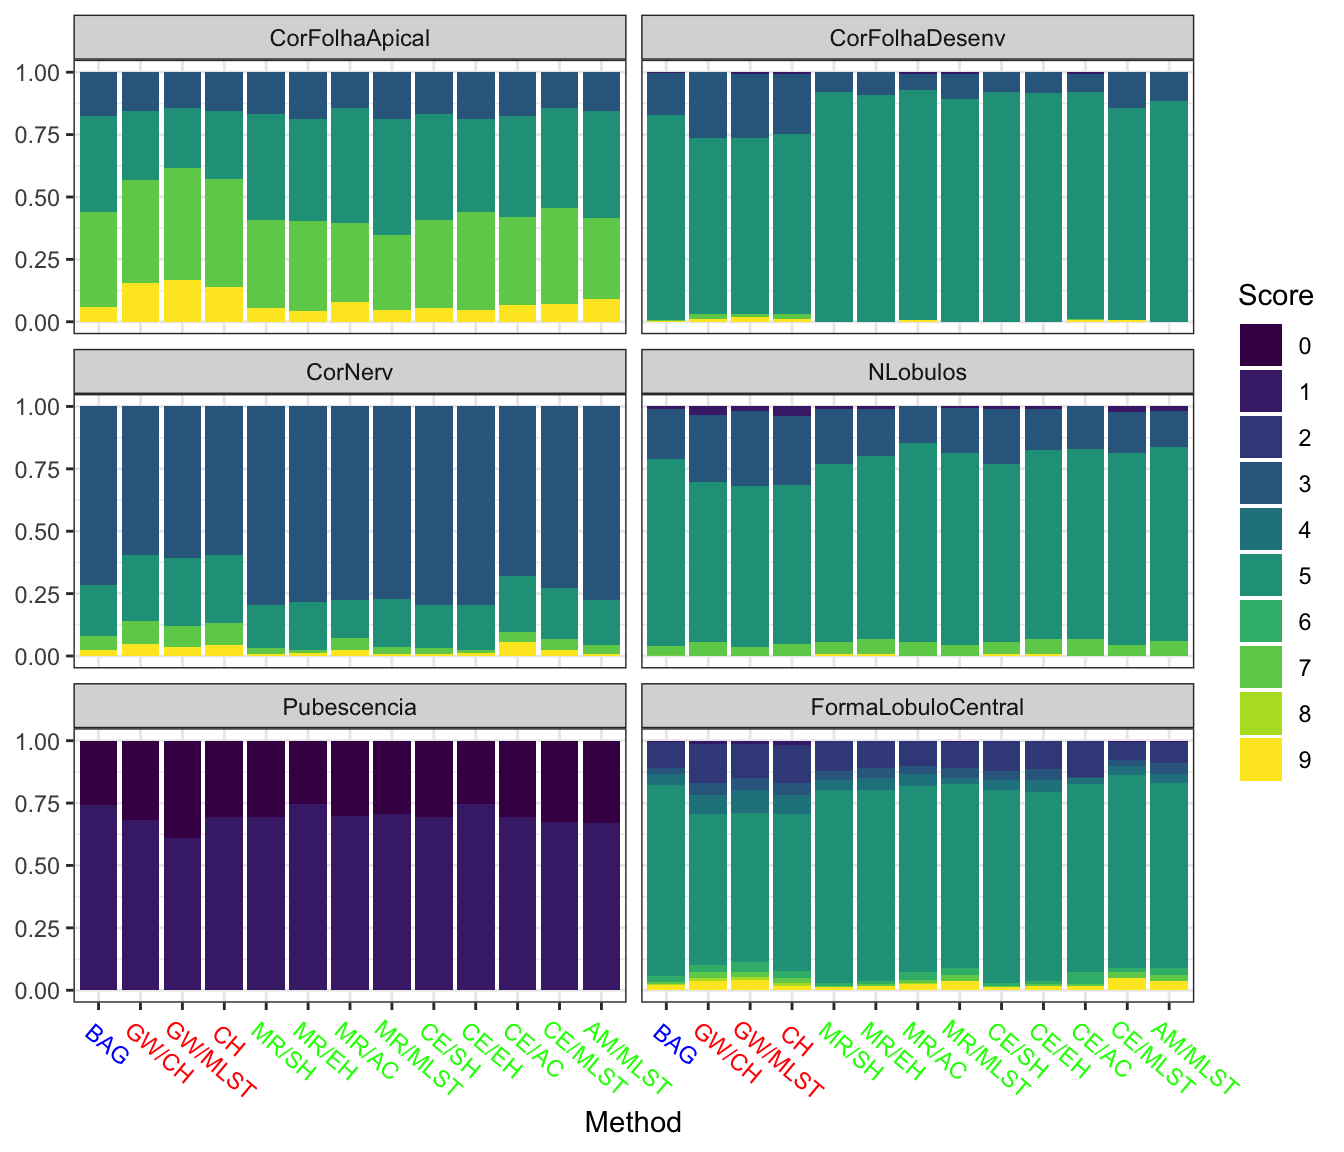 CorFolhaApical
CorFolhaDesenv
1.00
0.75
0.50
0.25
0.00
CorNerv
NLobulos
1.00
0.75
0.50
0.25
0.00
Pubescencia
FormaLobuloCentral
1.00
0.75
0.50
0.25
0.00
BAG
GW/CH
GW/MLST
CH
MR/SH
MR/EH
MR/AC
MR/MLST
CE/SH
CE/EH
CE/AC
CE/MLST
AM/MLST
BAG
GW/CH
GW/MLST
CH
MR/SH
MR/EH
MR/AC
MR/MLST
CE/SH
CE/EH
CE/AC
CE/MLST
AM/MLST
Method
Score
0
1
2
3
4
5
6
7
8
9